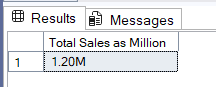 Results Messages
Total Sales as Million
1 1.20M